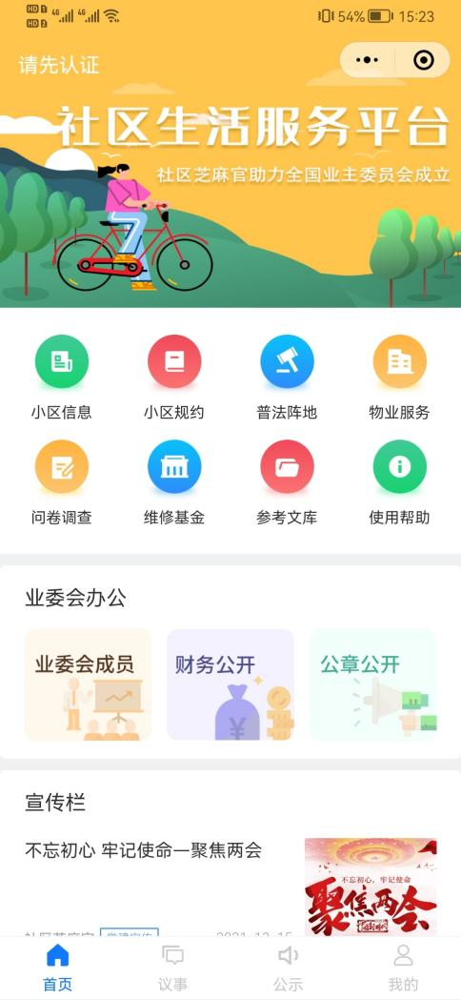 HD 1 4G 4G 54% 15:23
HD 2
请先认证
社区生活服务平台
社区芝麻官助力全国业主委员会成立
小区信息 小区规约 普法阵地 物业服务
问卷调查 维修基金 参考文库 使用帮助
业委会办公
业委会成员 财务公开 公章公开
¥
宣传栏
不忘初心 牢记使命—聚焦两会
不忘初心，牢记使命
聚焦两会
首页 议事 公示 我的